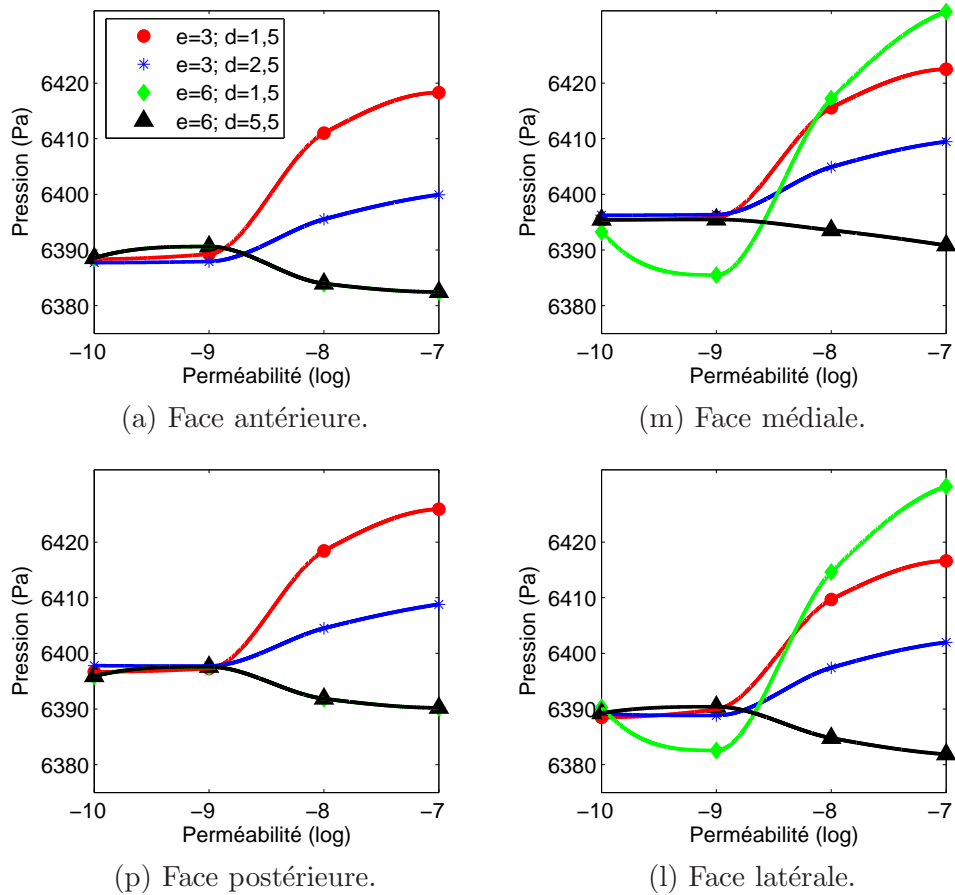 e=3; d=1,5
e=3; d=2,5
e=6; d=1,5
e=6; d=5,5
6420
6410
6400
6390
6380
Pression (Pa)
−10 −9 −8 −7
Perméabilité (log)
(a) Face antérieure.
6420
6410
6400
6390
6380
Pression (Pa)
−10 −9 −8 −7
Perméabilité (log)
(m) Face médiale.
6420
6410
6400
6390
6380
Pression (Pa)
−10 −9 −8 −7
Perméabilité (log)
(p) Face postérieure.
6420
6410
6400
6390
6380
Pression (Pa)
−10 −9 −8 −7
Perméabilité (log)
(l) Face latérale.